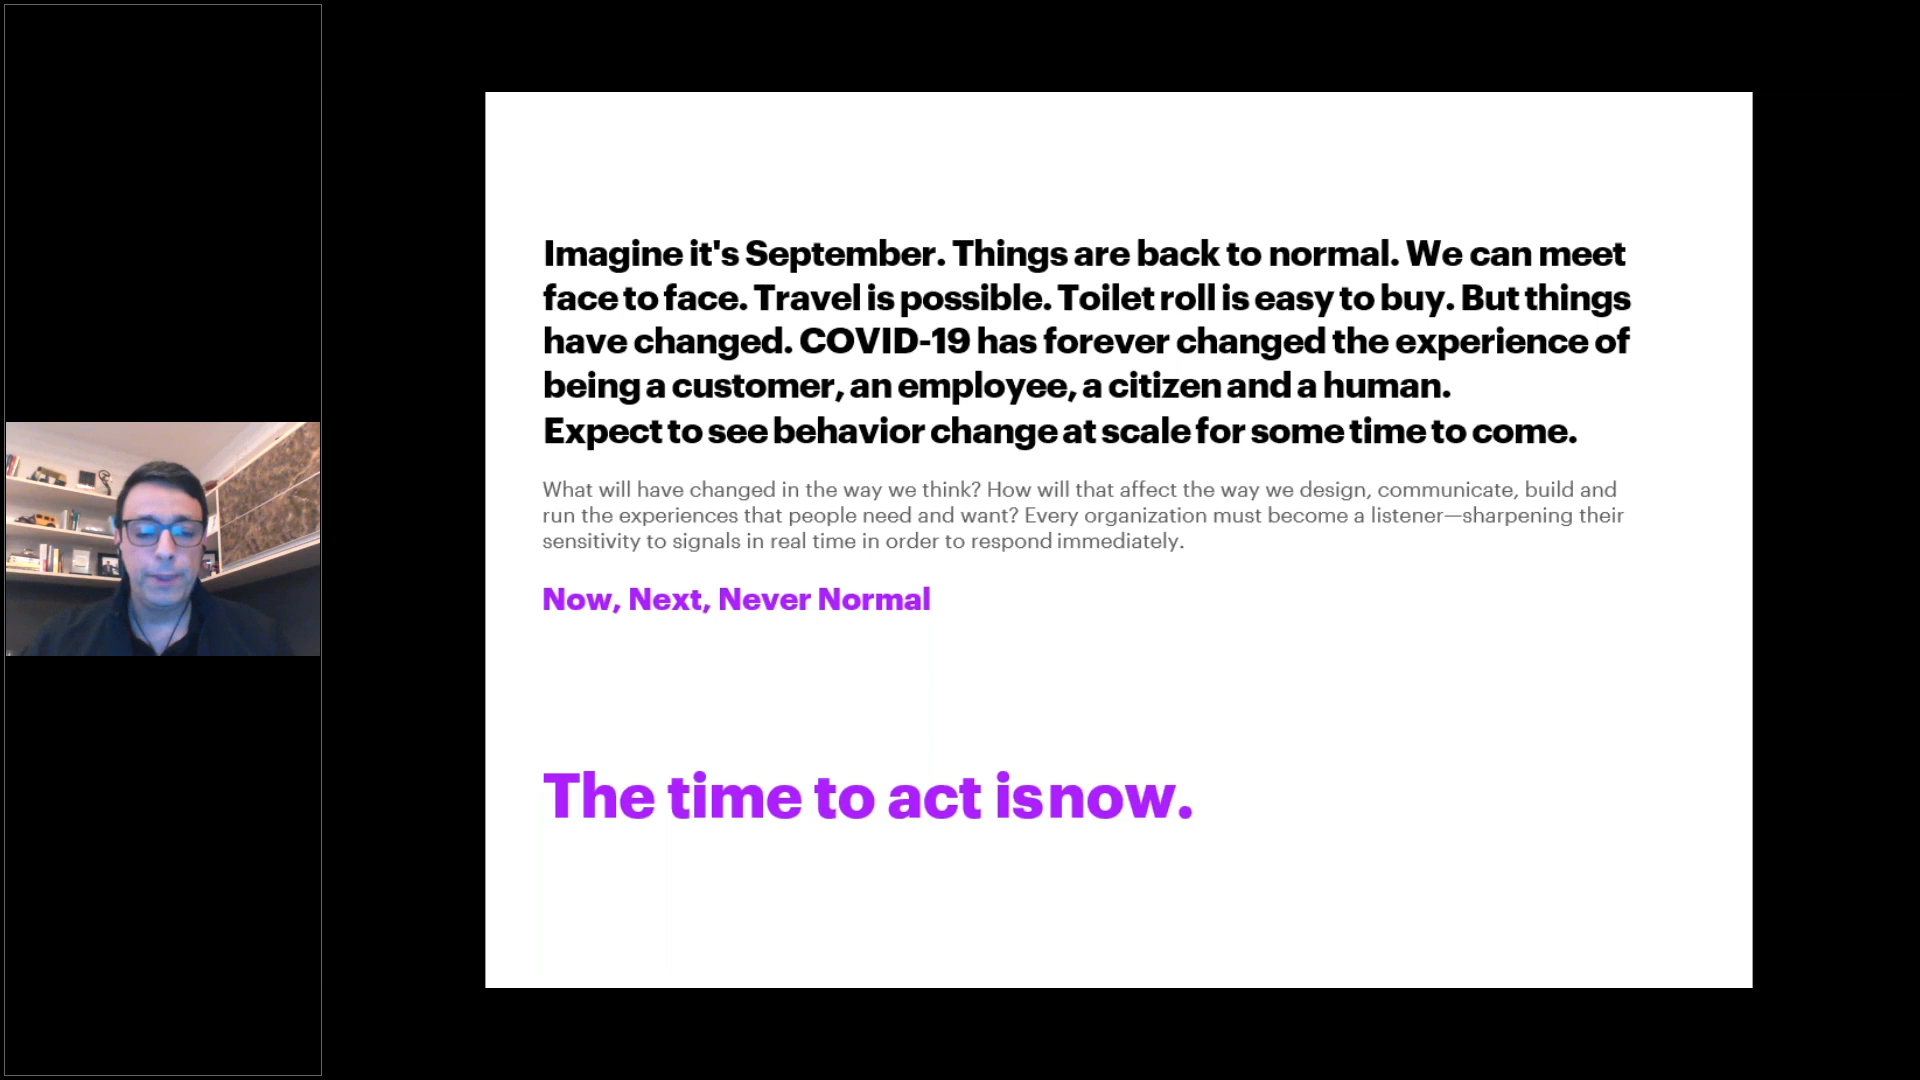 Imagine it's September. Things are back to normal. We can meet
face to face. Travel is possible. Toilet roll is easy to buy. But things
have changed. COVID-19 has forever changed the experience of
being a customer, an employee, a citizen and a human.
Expect to see behavior change at scale for some time to come.
What will have changed in the way we think? How will that affect the way we design, communicate, build and
run the experiences that people need and want? Every organization must become a listener—sharpening their
sensitivity to signals in real time in order to respond immediately.
Now, Next, Never Normal
The time to act is now.